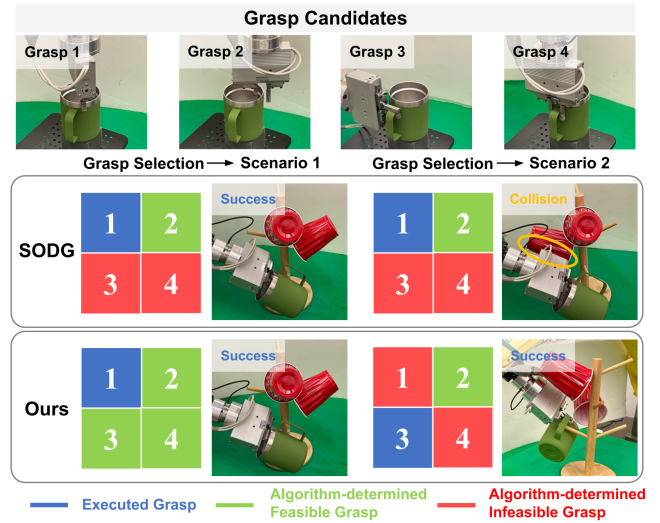 Grasp Candidates
Grasp 1
Grasp 2
Grasp 3
Grasp 4
Grasp Selection → Scenario 1
Grasp Selection → Scenario 2
SODG
1 2
3 4
Success
1 2
3 4
Collision
Ours
1 2
3 4
Success
1 2
3 4
Success
Executed Grasp
Algorithm-determined
Feasible Grasp
Algorithm-determined
Infeasible Grasp